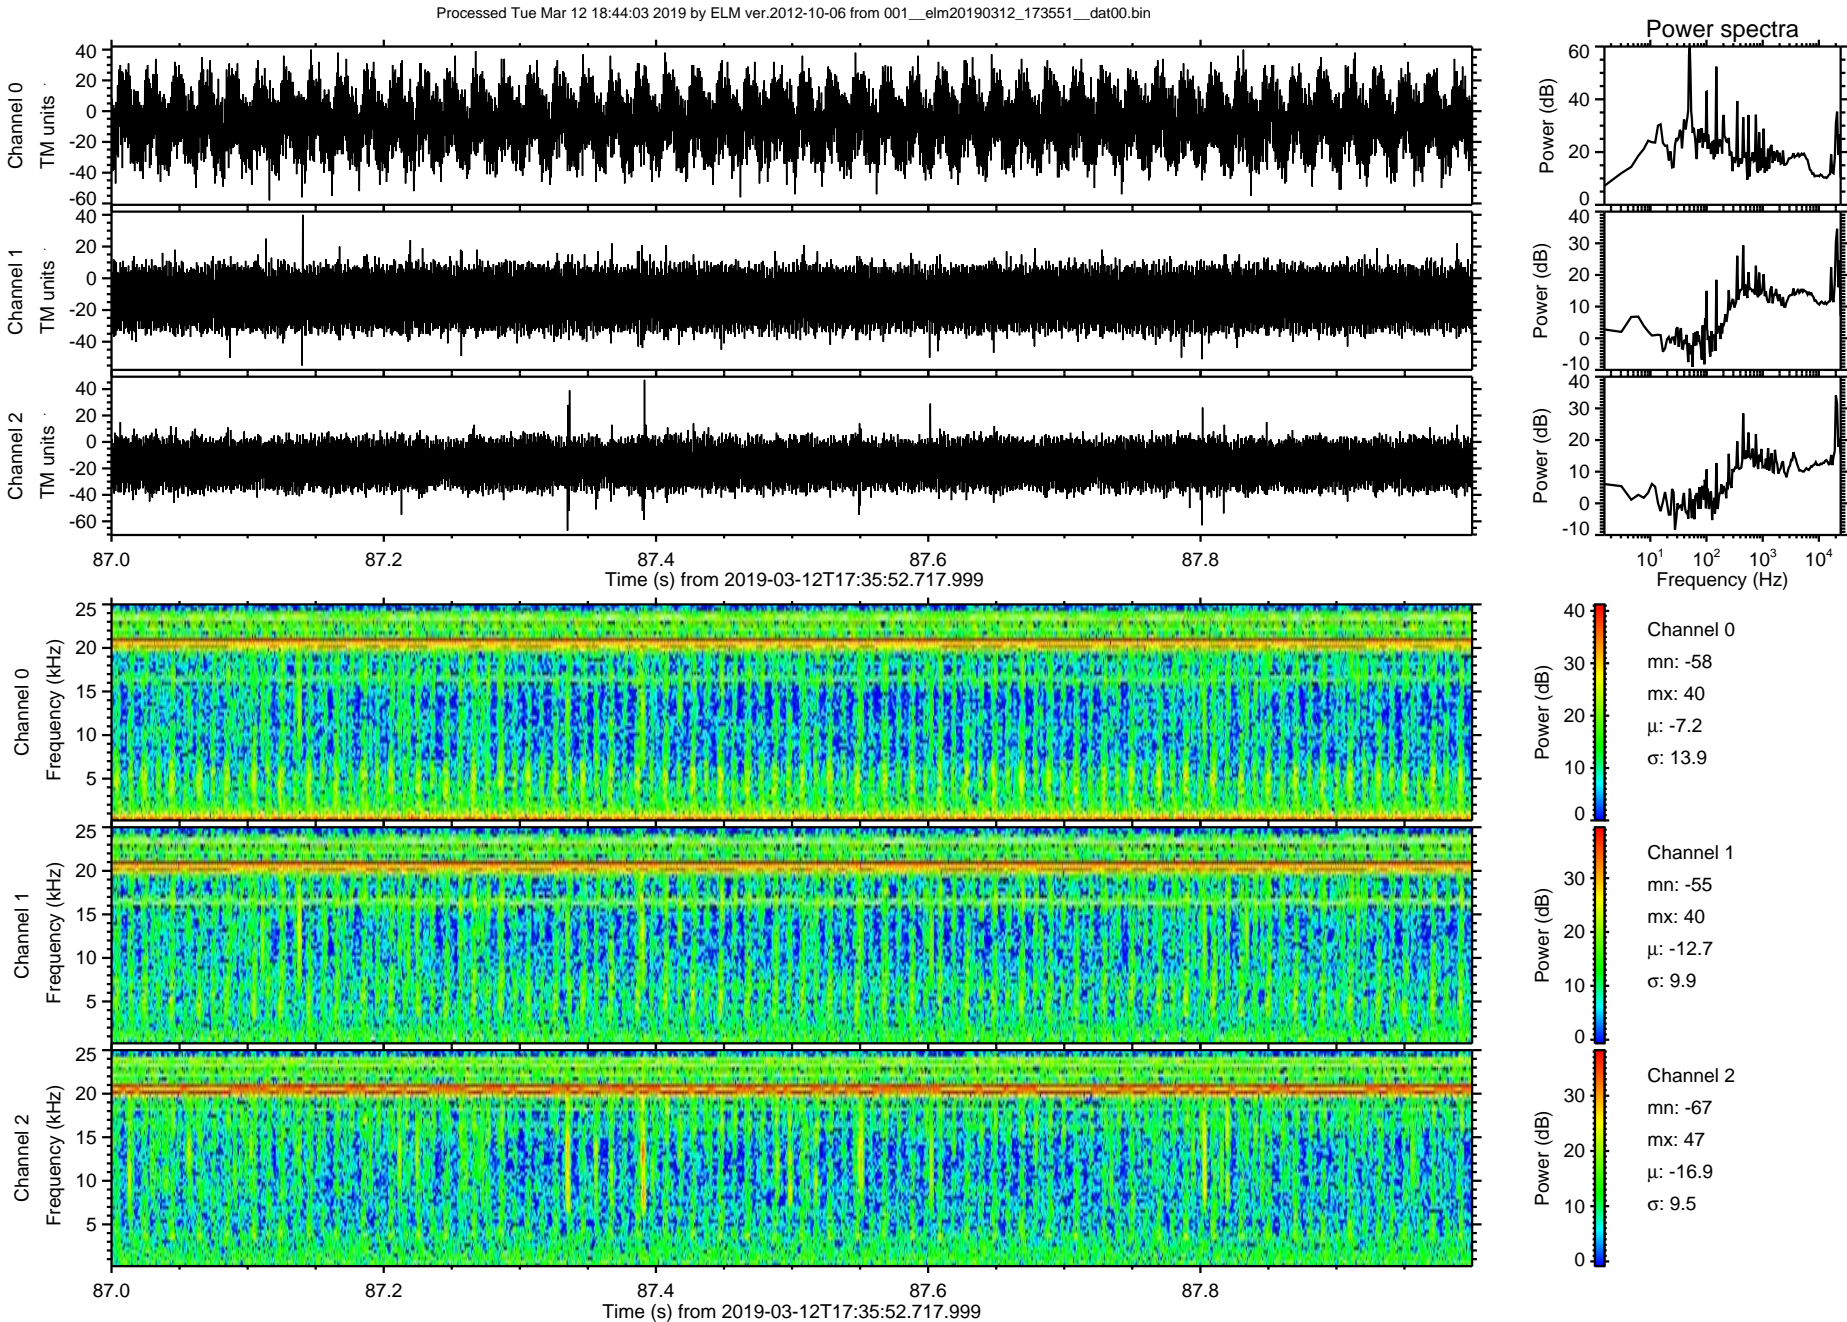 Processed Tue Mar 12 18:44:03 2019 by ELM ver.2012-10-06 from 001__elm20190312_173551__dat00.bin
Power spectra
Channel 0
TM units
40
20
0
-20
-40
-60
Power (dB)
60
40
20
0
Channel 1
TM units
40
20
0
-20
-40
Power (dB)
40
30
20
10
0
-10
Channel 2
TM units
40
20
0
-20
-40
-60
Power (dB)
40
30
20
10
0
-10
87.0 87.2 87.4 87.6 87.8
Time (s) from 2019-03-12T17:35:52.717.999
10^1 10^2 10^3 10^4
Frequency (Hz)
Channel 0
Frequency (kHz)
25
20
15
10
5
Power (dB)
40
30
20
10
0
Channel 0
mn: -58
mx: 40
μ: -7.2
σ: 13.9
Channel 1
Frequency (kHz)
25
20
15
10
5
Power (dB)
30
20
10
0
Channel 1
mn: -55
mx: 40
μ: -12.7
σ: 9.9
Channel 2
Frequency (kHz)
25
20
15
10
5
Power (dB)
30
20
10
0
Channel 2
mn: -67
mx: 47
μ: -16.9
σ: 9.5
87.0 87.2 87.4 87.6 87.8
Time (s) from 2019-03-12T17:35:52.717.999